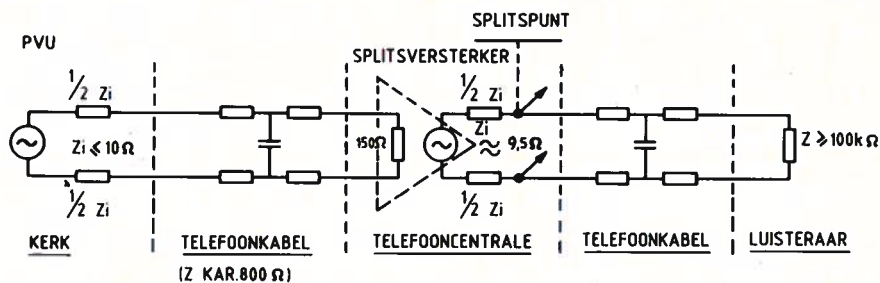 PVU
SPLITSPUNT
SPLITSVERSTERKER
1/2 Zi
1/2 Zi
Zi ≤ 10Ω
150Ω
Zi
≈ 9,5Ω
Z ≥ 100k Ω
1/2 Zi
1/2 Zi
KERK
TELEFOONKABEL
(Z KAR. 800 Ω)
TELEFOONCENTRALE
TELEFOONKABEL
LUISTERAAR